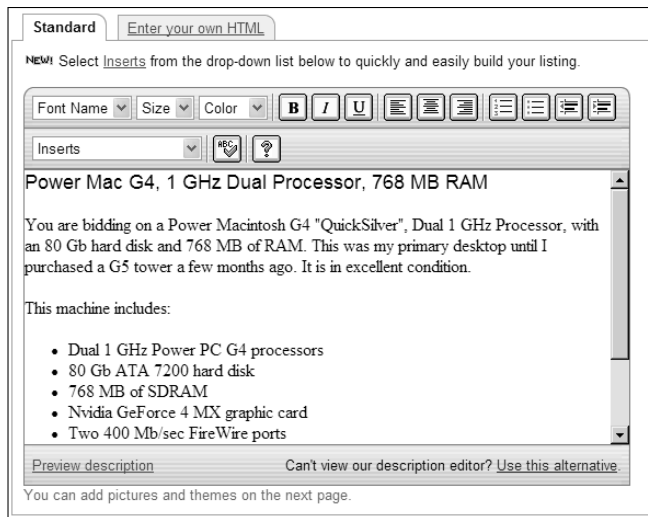 Standard
Enter your own HTML
NEW! Select Inserts from the drop-down list below to quickly and easily build your listing.
Font Name Size Color B I U
Inserts ABC ?
Power Mac G4, 1 GHz Dual Processor, 768 MB RAM
You are bidding on a Power Macintosh G4 "QuickSilver", Dual 1 GHz Processor, with
an 80 Gb hard disk and 768 MB of RAM. This was my primary desktop until I
purchased a G5 tower a few months ago. It is in excellent condition.
This machine includes:
• Dual 1 GHz Power PC G4 processors
• 80 Gb ATA 7200 hard disk
• 768 MB of SDRAM
• Nvidia GeForce 4 MX graphic card
• Two 400 Mb/sec FireWire ports
Preview description
Can't view our description editor? Use this alternative.
You can add pictures and themes on the next page.